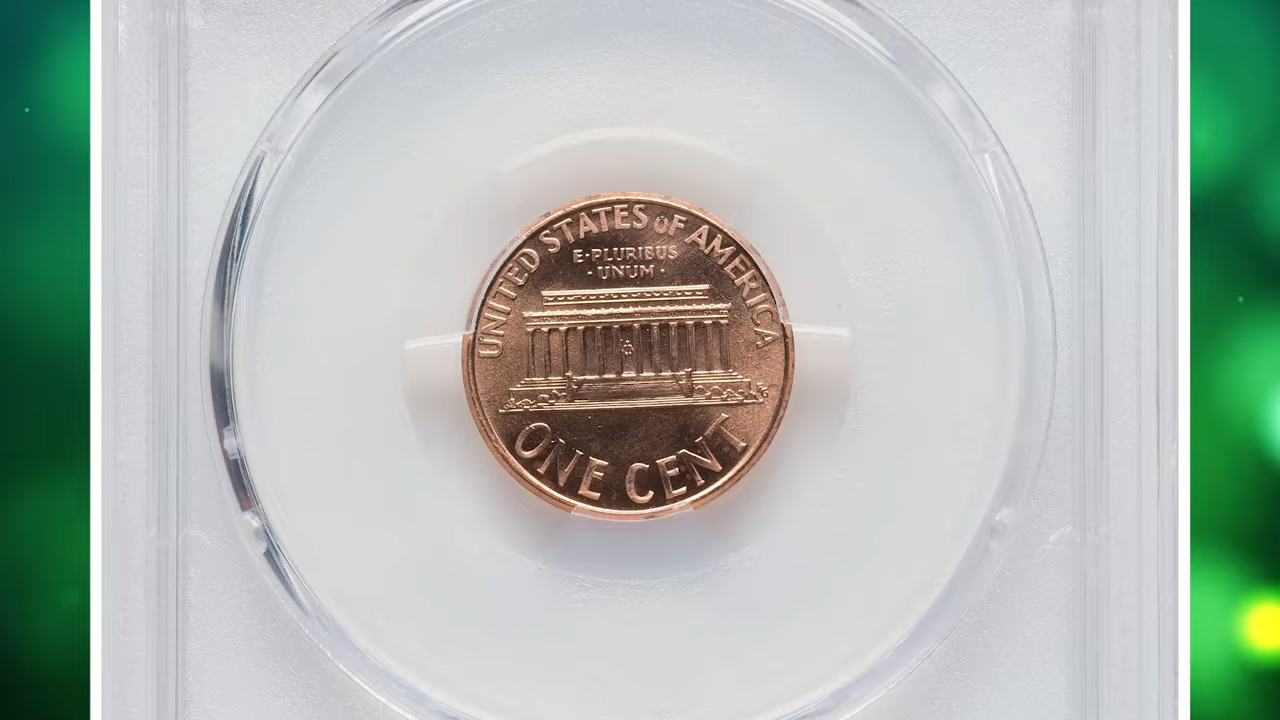 UNITED STATES oF AMERICA
E·PLURIBUS
·UNUM·
ONE CENT